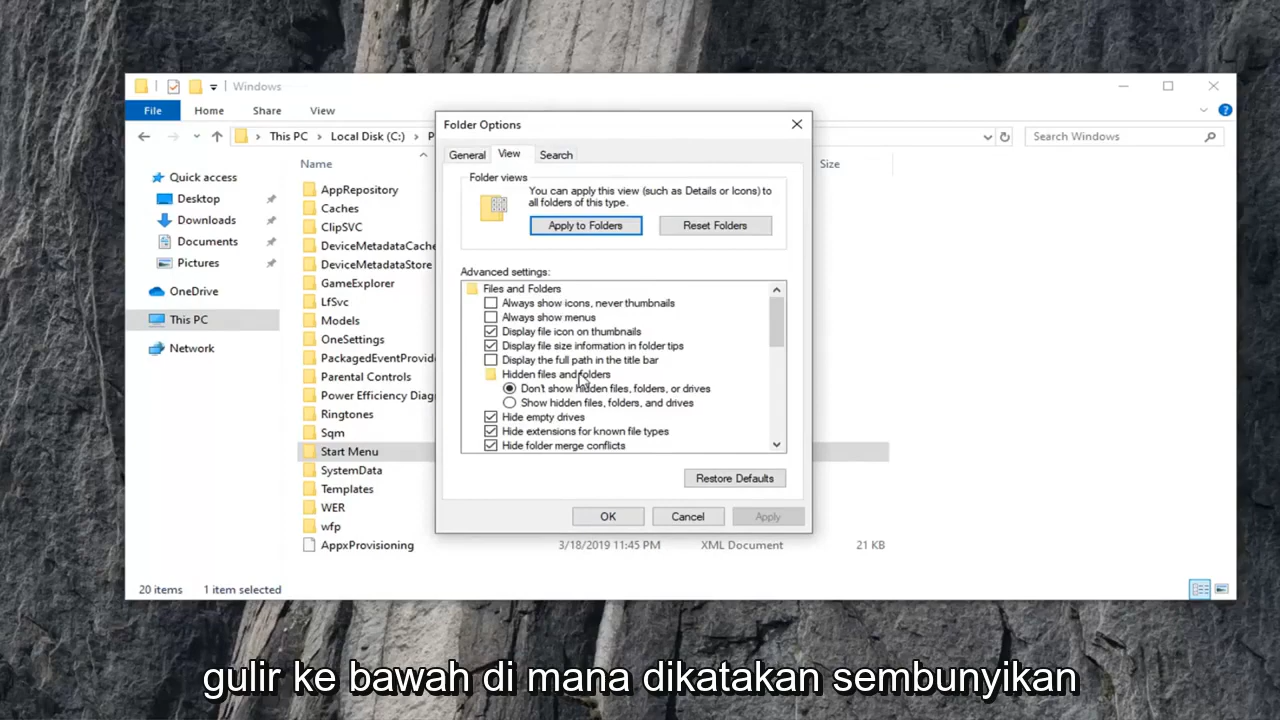 Windows
File Home Share View
This PC Local Disk (C:)
Search Windows
Name
Size
Quick access
Desktop
Downloads
Documents
Pictures
OneDrive
This PC
Network
AppRepository
Caches
ClipSVC
DeviceMetadataCache
DeviceMetadataStore
GameExplorer
LfSvc
Models
OneSettings
PackagedEventProvide
Parental Controls
Power Efficiency Diagn
Ringtones
Sqm
Start Menu
SystemData
Templates
WER
wfp
AppxProvisioning 3/18/2019 11:45 PM XML Document 21 KB
20 items 1 item selected
Folder Options
General View Search
Folder views
You can apply this view (such as Details or Icons) to
all folders of this type.
Apply to Folders Reset Folders
Advanced settings:
Files and Folders
Always show icons, never thumbnails
Always show menus
Display file icon on thumbnails
Display file size information in folder tips
Display the full path in the title bar
Hidden files and folders
Don't show hidden files, folders, or drives
Show hidden files, folders, and drives
Hide empty drives
Hide extensions for known file types
Hide folder merge conflicts
Restore Defaults
OK Cancel Apply
gulir ke bawah di mana dikatakan sembunyikan